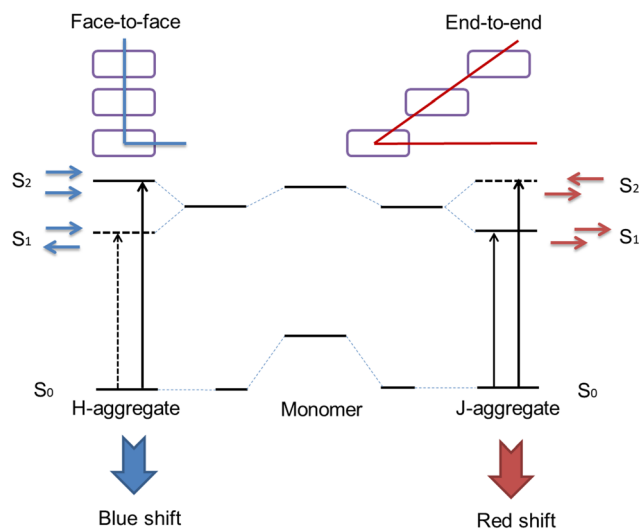 Face-to-face
End-to-end
S₂
S₂
S₁
S₁
S₀
S₀
H-aggregate
Monomer
J-aggregate
Blue shift
Red shift